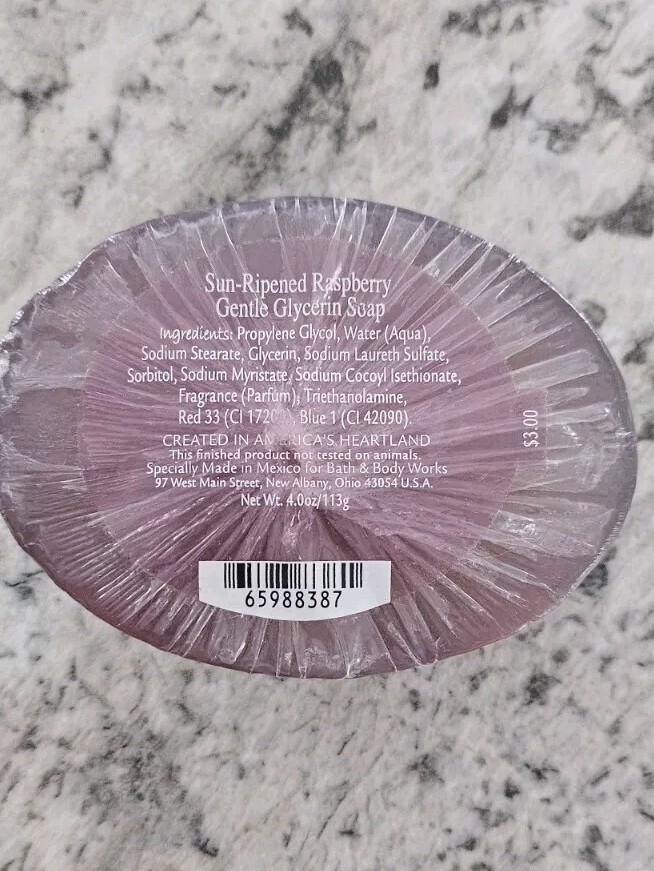 Sun-Ripened Raspberry
Gentle Glycerin Soap
Ingredients: Propylene Glycol, Water (Aqua),
Sodium Stearate, Glycerin, Sodium Laureth Sulfate,
Sorbitol, Sodium Myristate, Sodium Cocoyl Isethionate,
Fragrance (Parfum), Triethanolamine,
Red 33 (CI Blue 1 (CI 42090).
CREATED IN AMERICA'S HEARTLAND
This finished product not tested on animals.
Specially Made in Mexico for Bath & Body Works
97 West Main Street, New Albany, Ohio 43054 U.S.A.
Net Wt. 4.0oz/113g
$3.00
65988387